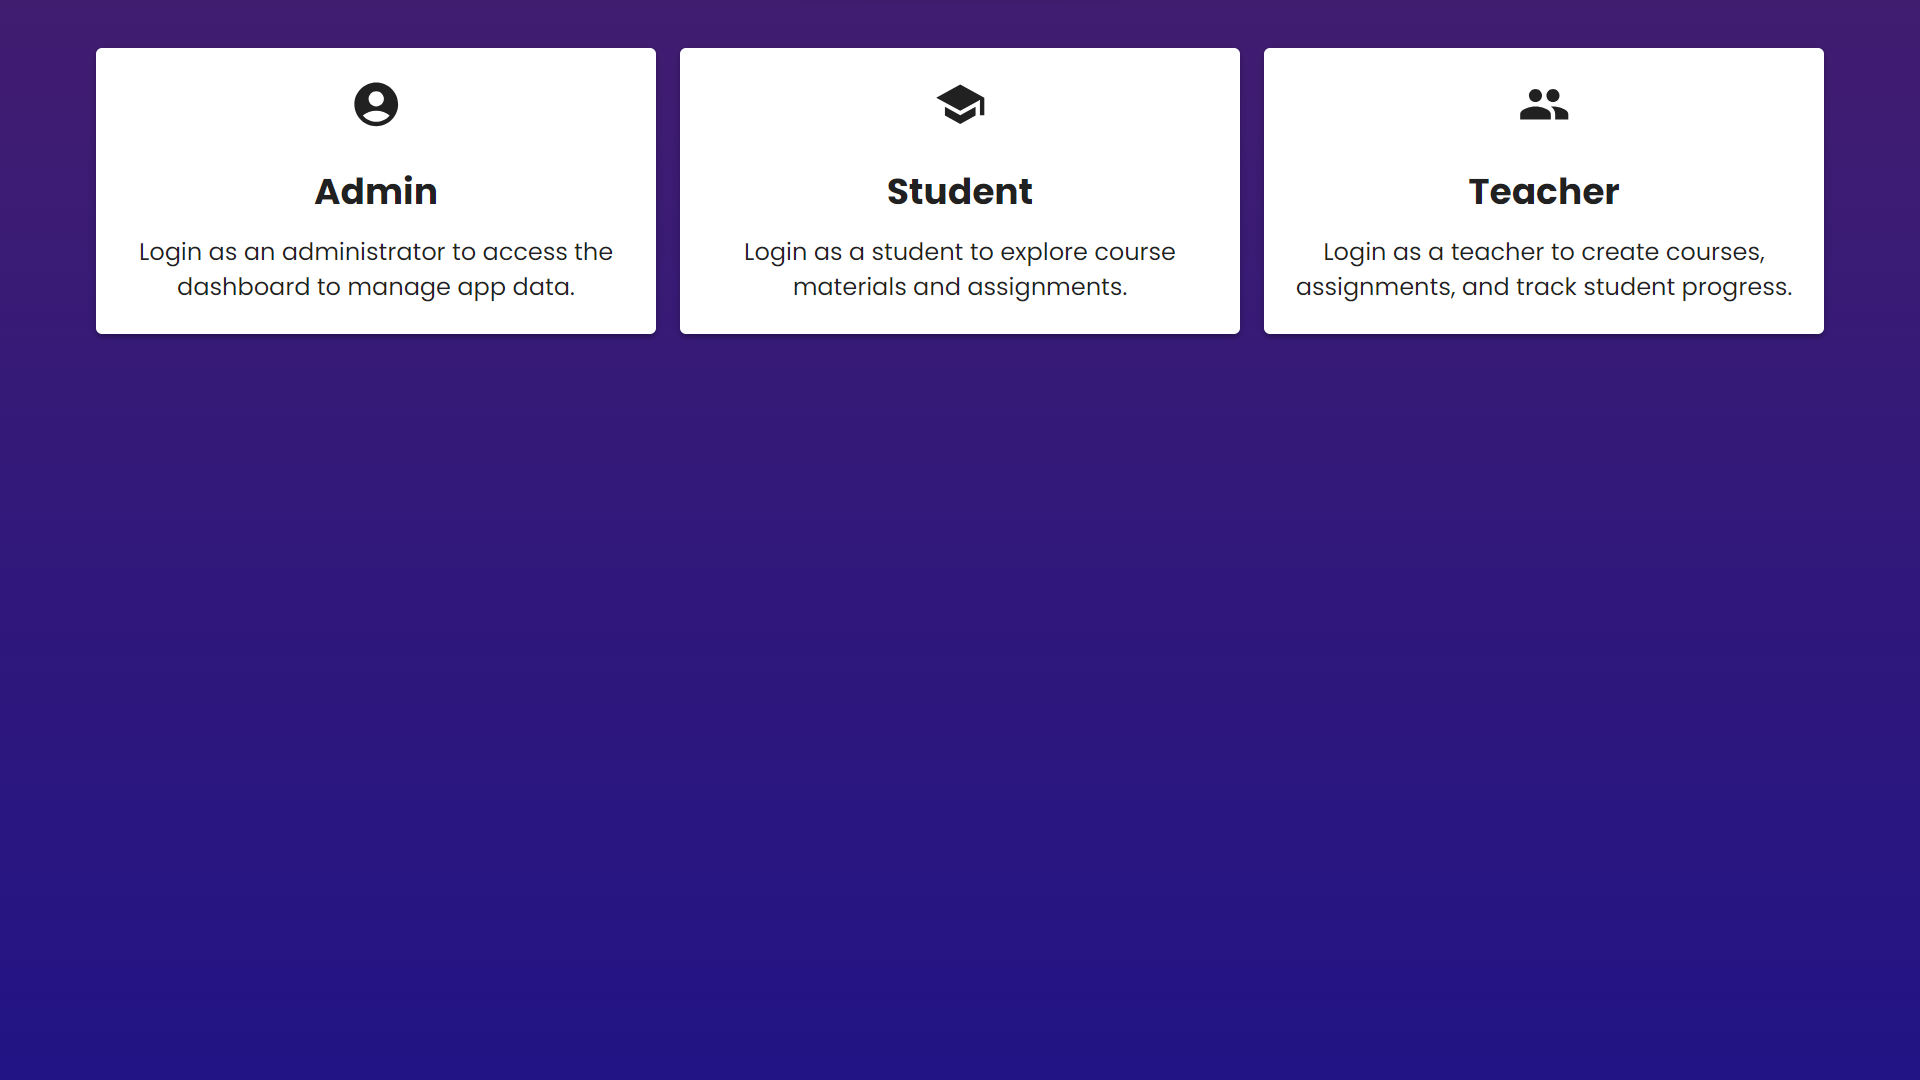 Admin
Login as an administrator to access the
dashboard to manage app data.
Student
Login as a student to explore course
materials and assignments.
Teacher
Login as a teacher to create courses,
assignments, and track student progress.